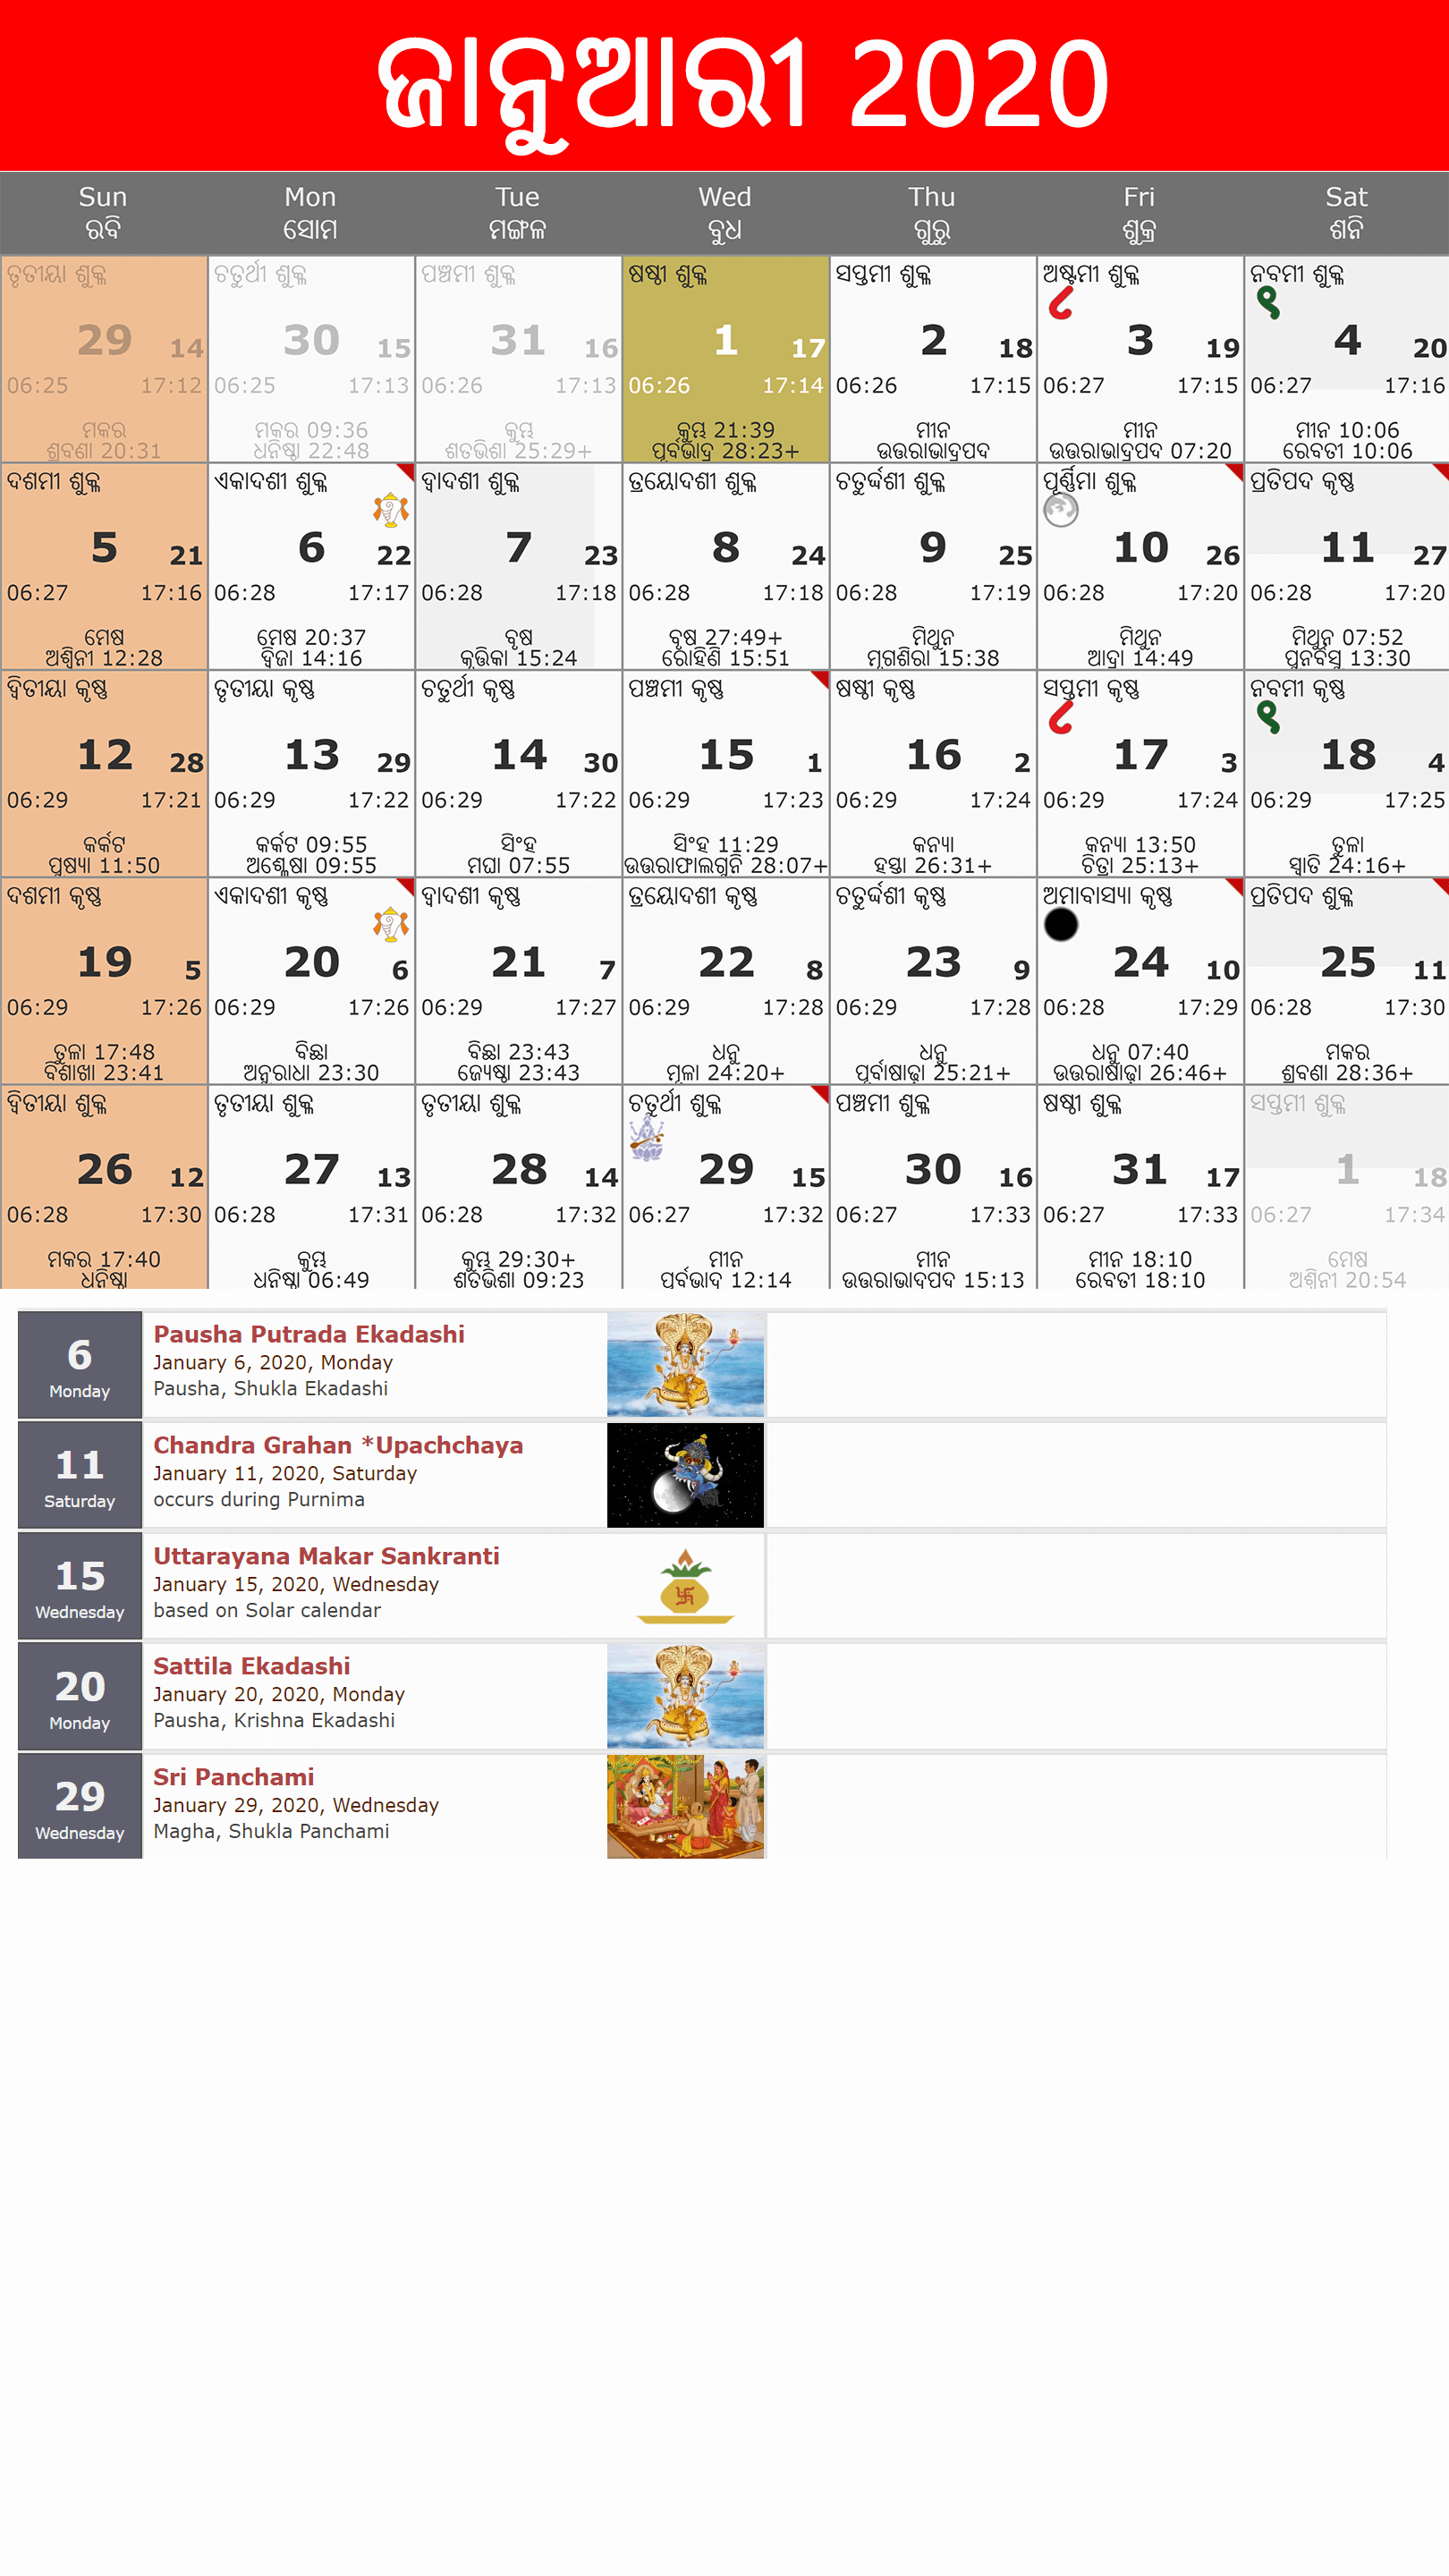 ଜାନୁଆରୀ 2020
Sun Mon Tue Wed Thu Fri Sat
ରବି ସୋମ ମଙ୍ଗଳ ବୁଧ ଗୁରୁ ଶୁକ୍ର ଶନି
ତୃତୀୟା ଶୁକ୍ଳ ଚତୁର୍ଥୀ ଶୁକ୍ଳ ପଞ୍ଚମୀ ଶୁକ୍ଳ ଷଷ୍ଠୀ ଶୁକ୍ଳ ସପ୍ତମୀ ଶୁକ୍ଳ ଅଷ୍ଟମୀ ଶୁକ୍ଳ ନବମୀ ଶୁକ୍ଳ
୮ ୧
29 14 30 15 31 16 1 17 2 18 3 19 4 20
06:25 17:12 06:25 17:13 06:26 17:13 06:26 17:14 06:26 17:15 06:27 17:15 06:27 17:16
ମକର ମକର 09:36 କୁମ୍ଭ କୁମ୍ଭ 21:39 ମୀନ ମୀନ ମୀନ 10:06
ଶ୍ରବଣା 20:31 ଧନିଷ୍ଠା 22:48 ଶତଭିଶା 25:29+ ପୂର୍ବଭାଦ୍ର 28:23+ ଉତ୍ତରାଭାଦ୍ରପଦ ଉତ୍ତରାଭାଦ୍ରପଦ 07:20 ରେବତୀ 10:06
ଦଶମୀ ଶୁକ୍ଳ ଏକାଦଶୀ ଶୁକ୍ଳ ଦ୍ୱାଦଶୀ ଶୁକ୍ଳ ତ୍ରୟୋଦଶୀ ଶୁକ୍ଳ ଚତୁର୍ଦ୍ଦଶୀ ଶୁକ୍ଳ ପୂର୍ଣ୍ଣିମା ଶୁକ୍ଳ ପ୍ରତିପଦ କୃଷ୍ଣ
5 21 6 22 7 23 8 24 9 25 10 26 11 27
06:27 17:16 06:28 17:17 06:28 17:18 06:28 17:18 06:28 17:19 06:28 17:20 06:28 17:20
ମେଷ ମେଷ 20:37 ବୃଷ ବୃଷ 27:49+ ମିଥୁନ ମିଥୁନ ମିଥୁନ 07:52
ଅଶ୍ୱିନୀ 12:28 ଦ୍ୱିଜା 14:16 କୃତ୍ତିକା 15:24 ରୋହିଣି 15:51 ମୃଗଶିରା 15:38 ଆଦ୍ରା 14:49 ପୁନର୍ବସୁ 13:30
ଦ୍ୱିତୀୟା କୃଷ୍ଣ ତୃତୀୟା କୃଷ୍ଣ ଚତୁର୍ଥୀ କୃଷ୍ଣ ପଞ୍ଚମୀ କୃଷ୍ଣ ଷଷ୍ଠୀ କୃଷ୍ଣ ସପ୍ତମୀ କୃଷ୍ଣ ନବମୀ କୃଷ୍ଣ
୮ ୧
12 28 13 29 14 30 15 1 16 2 17 3 18 4
06:29 17:21 06:29 17:22 06:29 17:22 06:29 17:23 06:29 17:24 06:29 17:24 06:29 17:25
କର୍କଟ କର୍କଟ 09:55 ସିଂହ ସିଂହ 11:29 କନ୍ୟା କନ୍ୟା 13:50 ତୁଳା
ପୁଷ୍ୟା 11:50 ଅଶ୍ଳେଷା 09:55 ମଘା 07:55 ଉତ୍ତରାଫାଲଗୁନି 28:07+ ହସ୍ତା 26:31+ ଚିତ୍ରା 25:13+ ସ୍ୱାତି 24:16+
ଦଶମୀ କୃଷ୍ଣ ଏକାଦଶୀ କୃଷ୍ଣ ଦ୍ୱାଦଶୀ କୃଷ୍ଣ ତ୍ରୟୋଦଶୀ କୃଷ୍ଣ ଚତୁର୍ଦ୍ଦଶୀ କୃଷ୍ଣ ଅମାବାସ୍ୟା କୃଷ୍ଣ ପ୍ରତିପଦ ଶୁକ୍ଳ
19 5 20 6 21 7 22 8 23 9 24 10 25 11
06:29 17:26 06:29 17:26 06:29 17:27 06:29 17:28 06:29 17:28 06:28 17:29 06:28 17:30
ତୁଳା 17:48 ବିଛା ବିଛା 23:43 ଧନୁ ଧନୁ ଧନୁ 07:40 ମକର
ବିଶାଖା 23:41 ଅନୁରାଧା 23:30 ଜ୍ୟେଷ୍ଠା 23:43 ମୂଳା 24:20+ ପୂର୍ବାଷାଢ଼ା 25:21+ ଉତ୍ତରାଷାଢ଼ା 26:46+ ଶ୍ରବଣା 28:36+
ଦ୍ୱିତୀୟା ଶୁକ୍ଳ ତୃତୀୟା ଶୁକ୍ଳ ତୃତୀୟା ଶୁକ୍ଳ ଚତୁର୍ଥୀ ଶୁକ୍ଳ ପଞ୍ଚମୀ ଶୁକ୍ଳ ଷଷ୍ଠୀ ଶୁକ୍ଳ ସପ୍ତମୀ ଶୁକ୍ଳ
26 12 27 13 28 14 29 15 30 16 31 17 1 18
06:28 17:30 06:28 17:31 06:28 17:32 06:27 17:32 06:27 17:33 06:27 17:33 06:27 17:34
ମକର 17:40 କୁମ୍ଭ କୁମ୍ଭ 29:30+ ମୀନ ମୀନ ମୀନ 18:10 ମେଷ
ଧନିଷ୍ଠା ଧନିଷ୍ଠା 06:49 ଶତଭିଶା 09:23 ପୂର୍ବଭାଦ୍ର 12:14 ଉତ୍ତରାଭାଦ୍ରପଦ 15:13 ରେବତୀ 18:10 ଅଶ୍ୱିନୀ 20:54
6
Monday
Pausha Putrada Ekadashi
January 6, 2020, Monday
Pausha, Shukla Ekadashi
11
Saturday
Chandra Grahan *Upachchaya
January 11, 2020, Saturday
occurs during Purnima
15
Wednesday
Uttarayana Makar Sankranti
January 15, 2020, Wednesday
based on Solar calendar
20
Monday
Sattila Ekadashi
January 20, 2020, Monday
Pausha, Krishna Ekadashi
29
Wednesday
Sri Panchami
January 29, 2020, Wednesday
Magha, Shukla Panchami